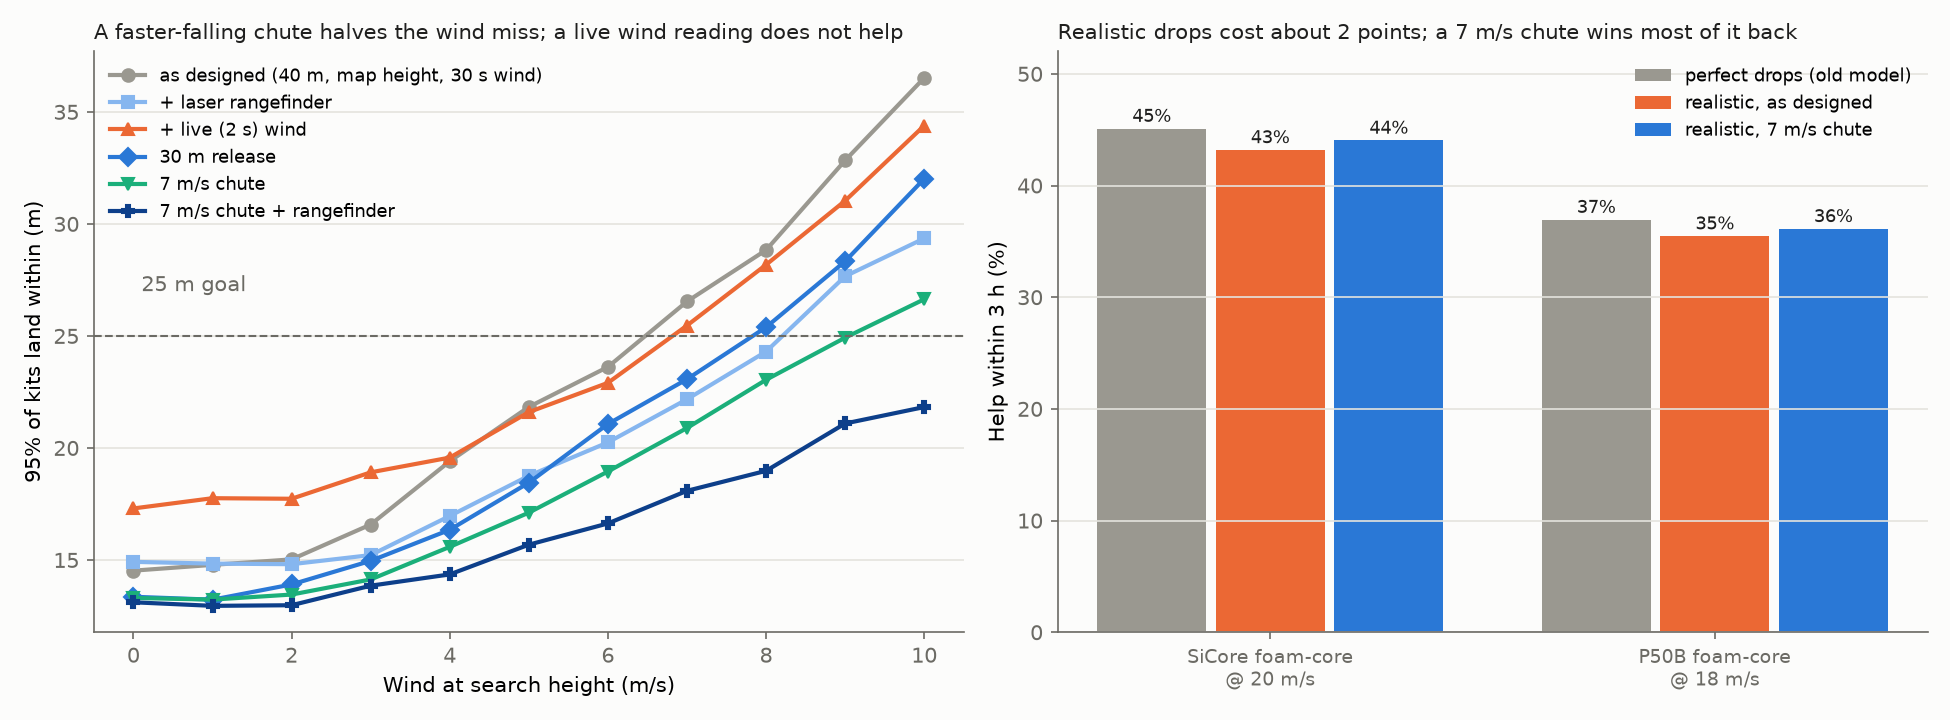 A faster-falling chute halves the wind miss; a live wind reading does not help
as designed (40 m, map height, 30 s wind)
+ laser rangefinder
+ live (2 s) wind
30 m release
7 m/s chute
7 m/s chute + rangefinder
25 m goal
95% of kits land within (m)
35
30
25
20
15
0
2
4
6
8
10
Wind at search height (m/s)
Realistic drops cost about 2 points; a 7 m/s chute wins most of it back
perfect drops (old model)
realistic, as designed
realistic, 7 m/s chute
Help within 3 h (%)
50
40
30
20
10
0
45%
43%
44%
37%
35%
36%
SiCore foam-core
@ 20 m/s
P50B foam-core
@ 18 m/s